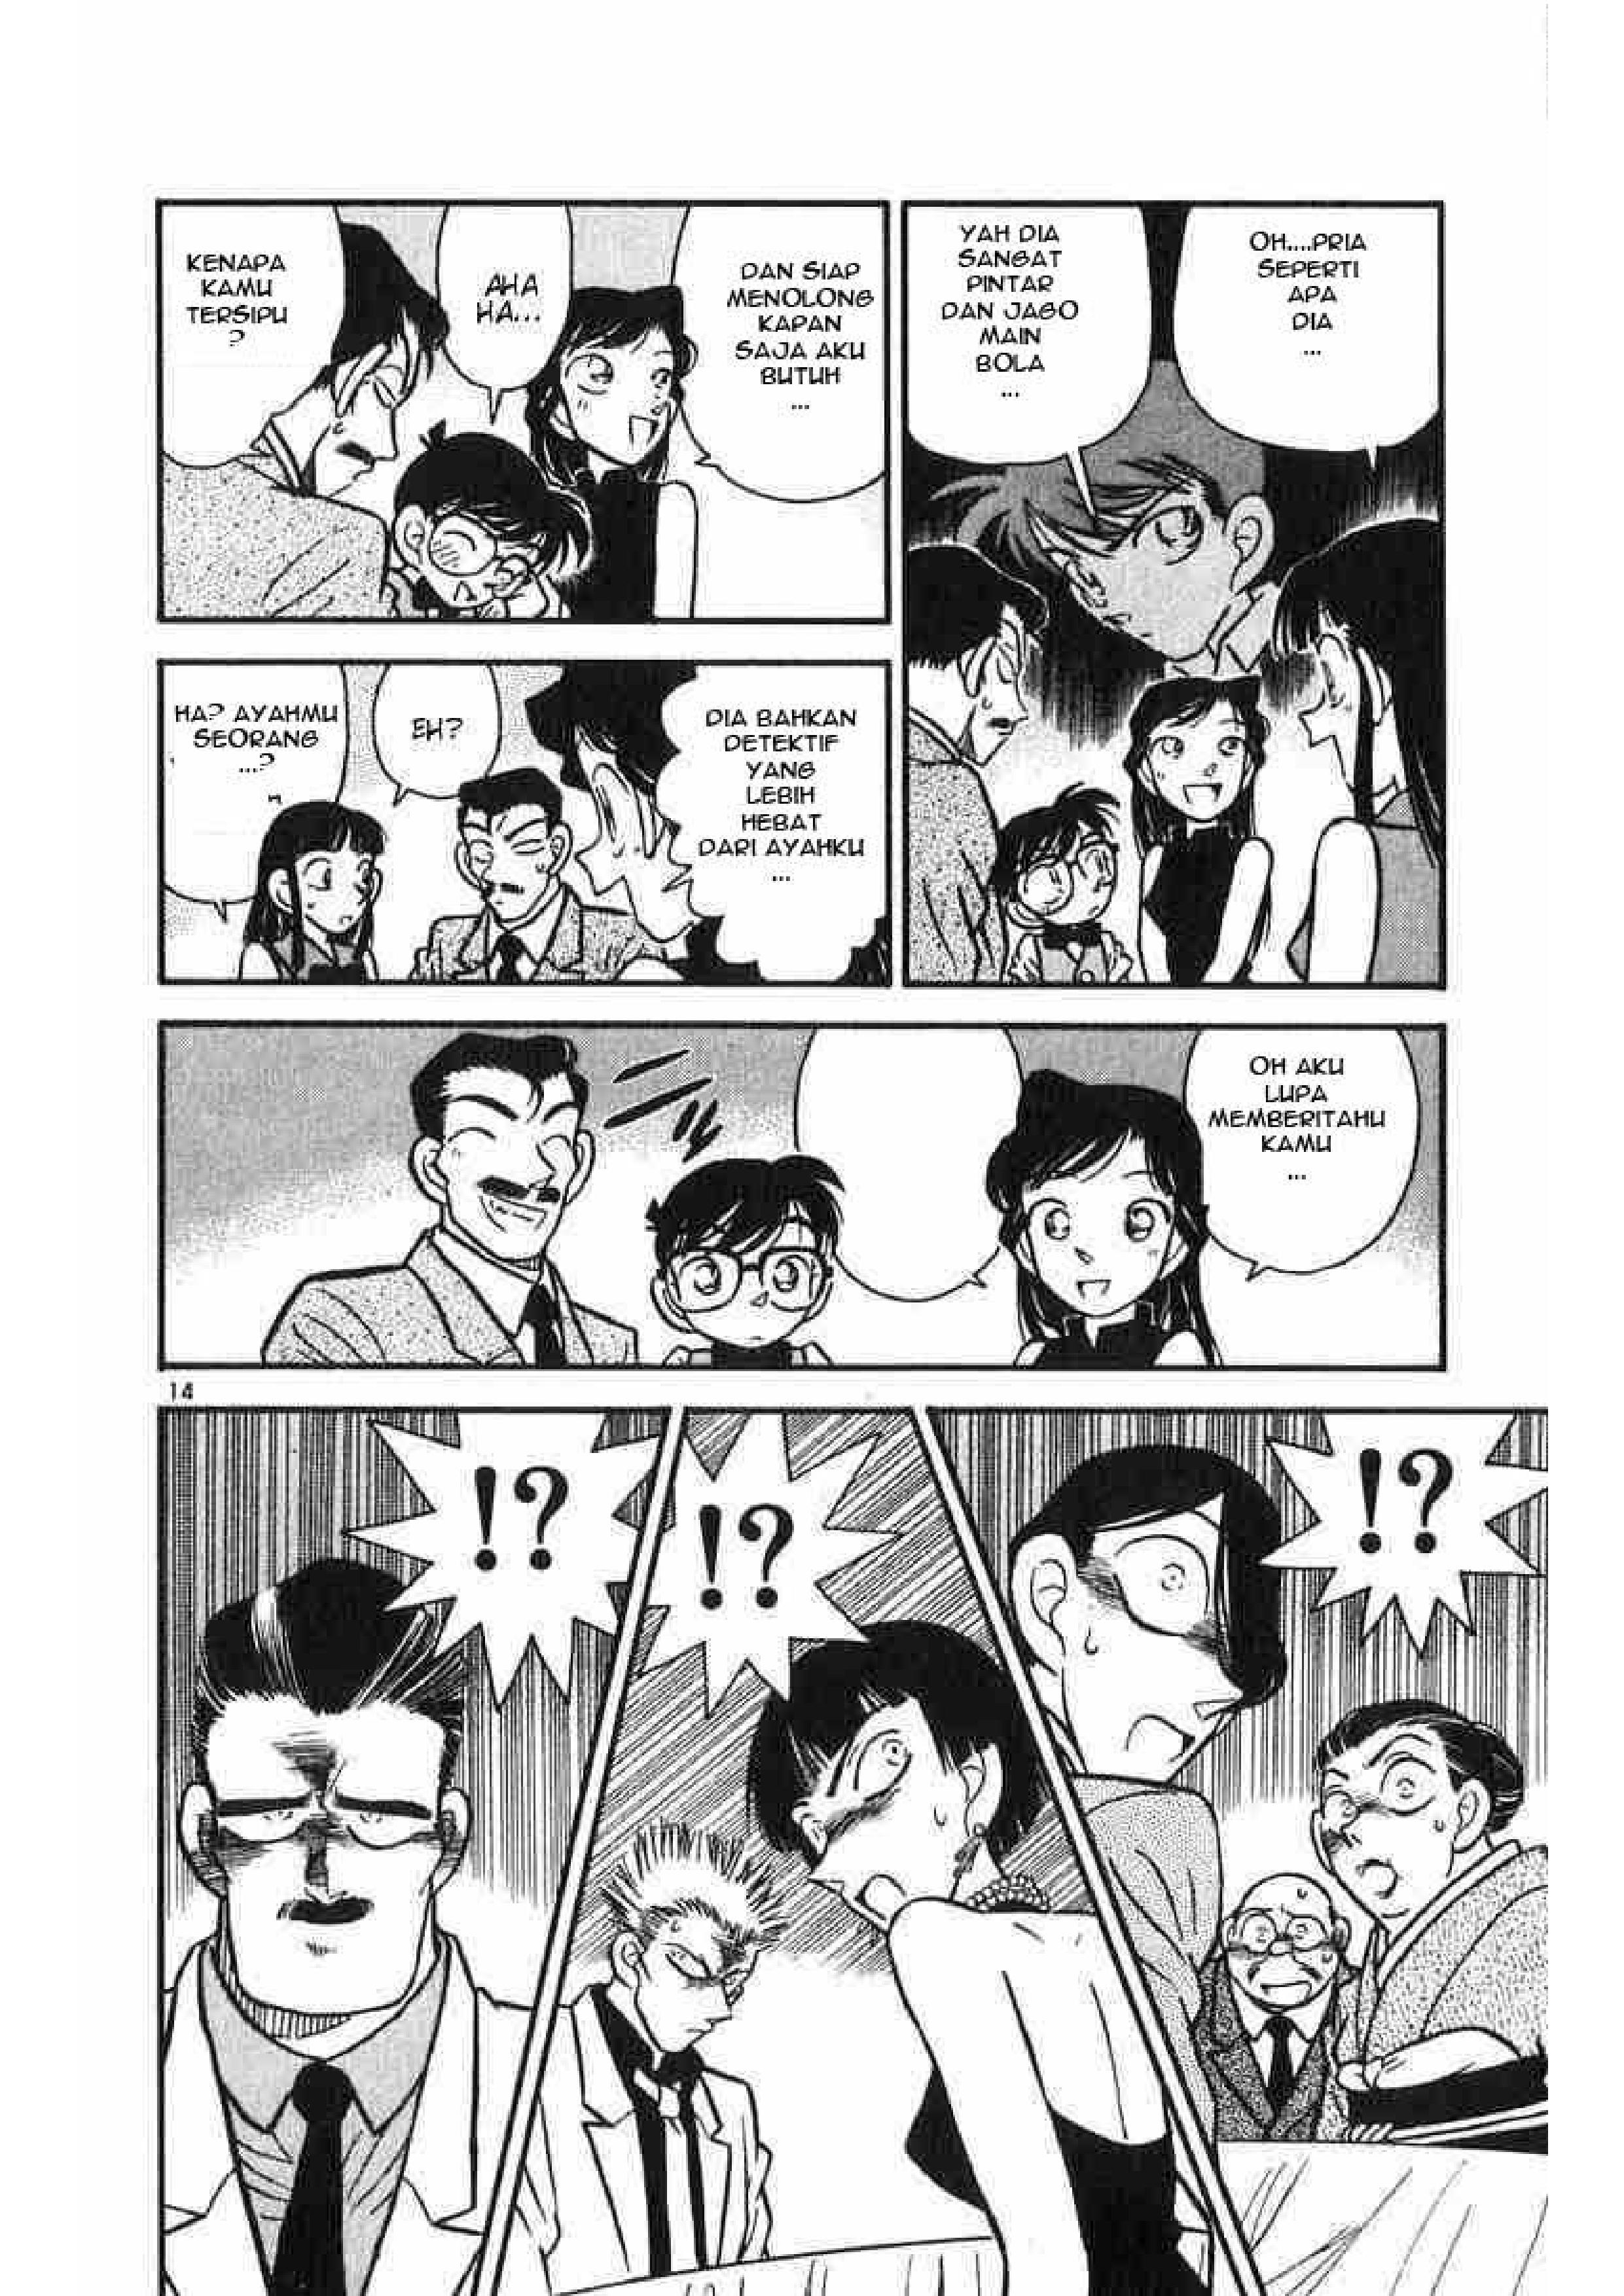 OH....PRIA
SEPERTI
APA
DIA
...
YAH DIA
SANGAT
PINTAR
DAN JAGO
MAIN
BOLA
...
DAN SIAP
MENOLONG
KAPAN
SAJA AKU
BUTUH
...
AHA
HA...
KENAPA
KAMU
TERSIPU
?
DIA BAHKAN
DETEKTIF
YANG
LEBIH
HEBAT
DARI AYAHKU
...
EH?
HA? AYAHMU
SEORANG
...?
OH AKU
LUPA
MEMBERITAHU
KAMU
...
14
!?
!?
!?